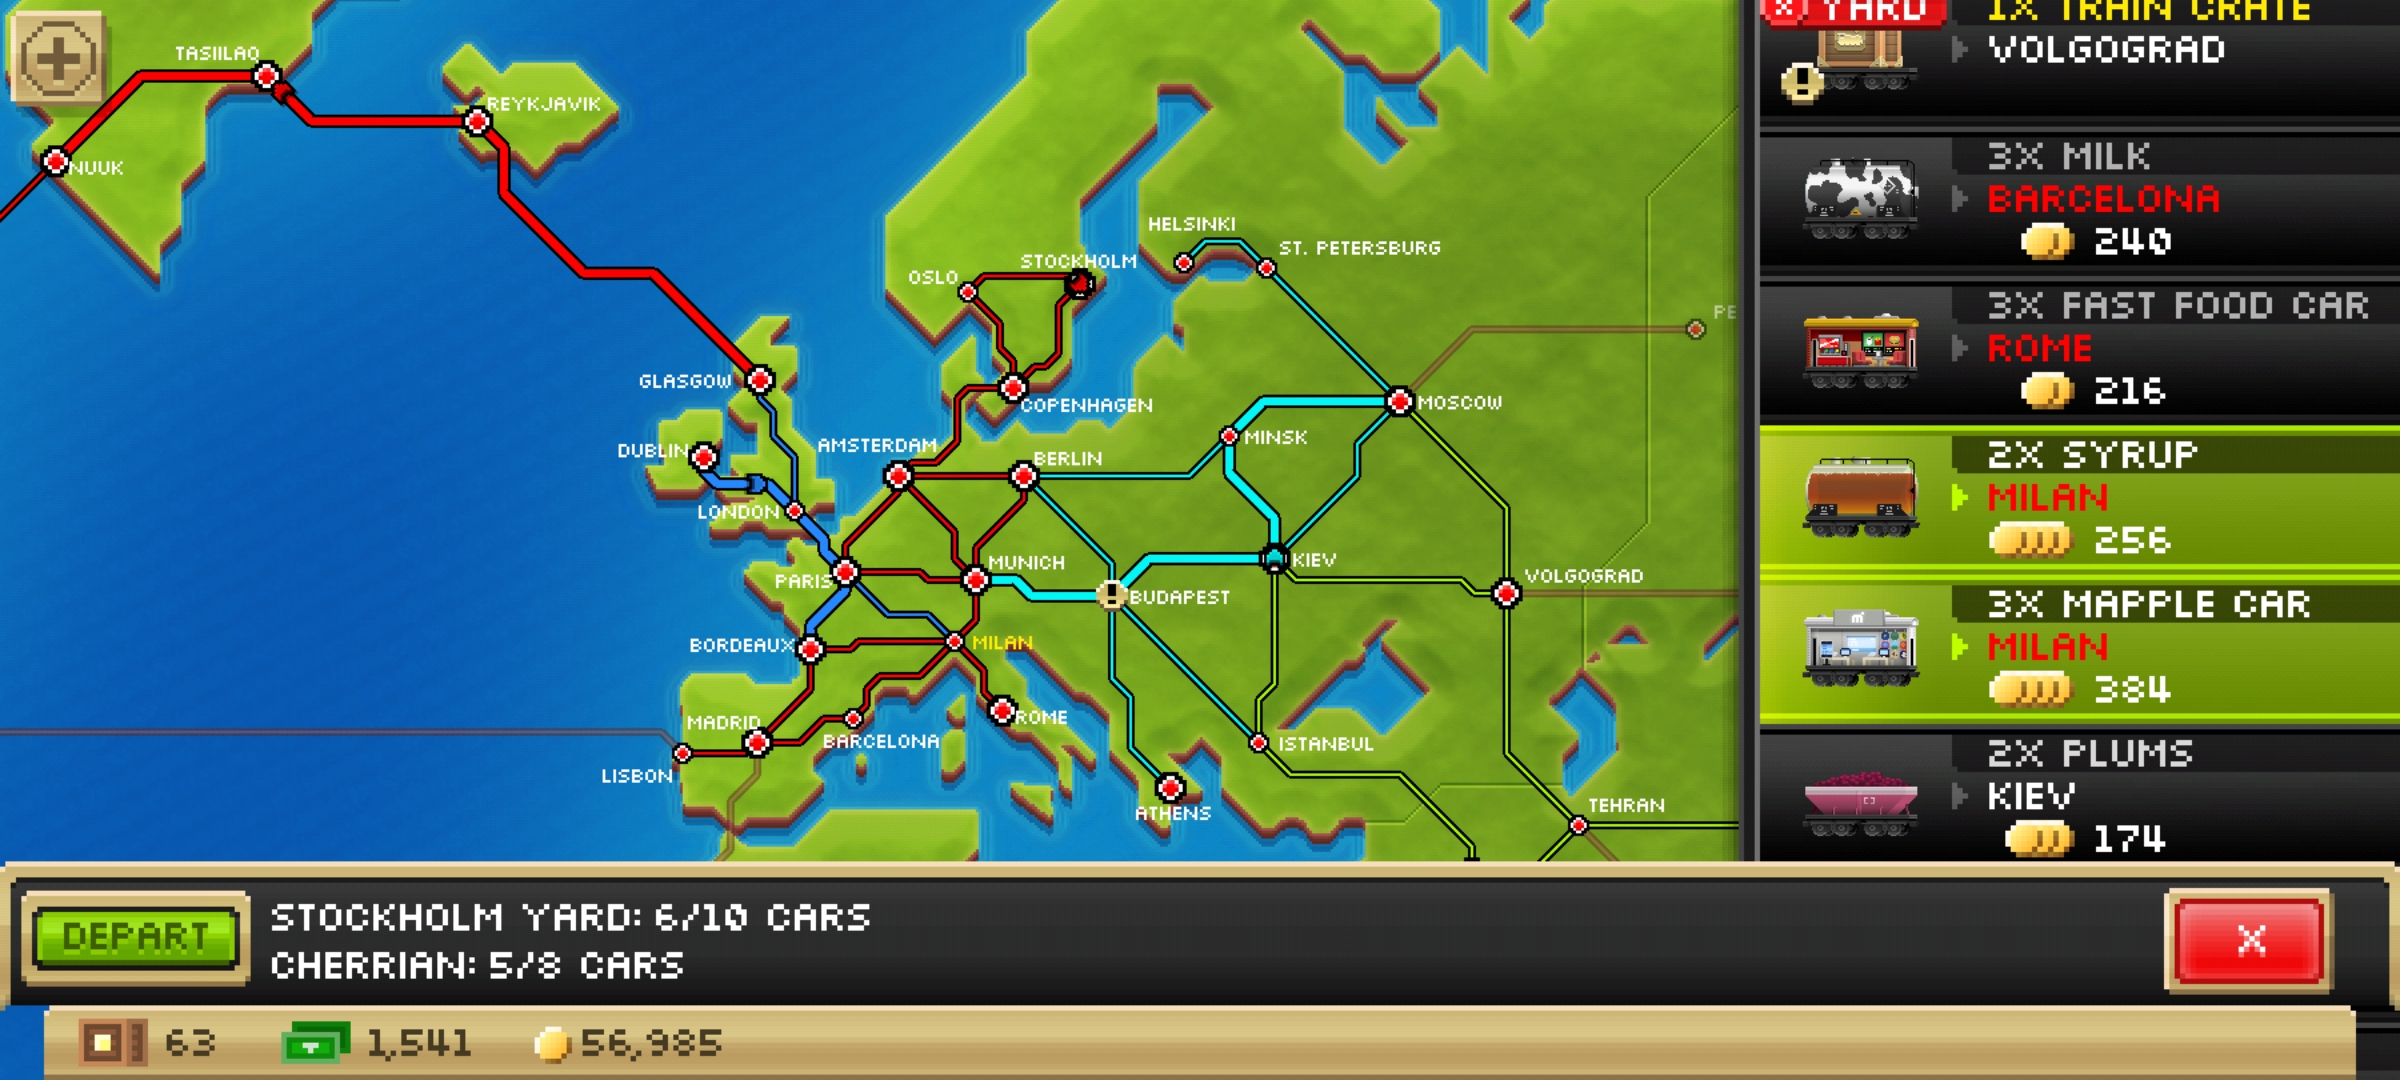 TASIILAQ
REYKJAVIK
NUUK
HELSINKI
ST. PETERSBURG
STOCKHOLM
OSLO
GLASGOW
COPENHAGEN
MOSCOW
AMSTERDAM
BERLIN
MINSK
DUBLIN
LONDON
MUNICH
KIEV
PARIS
VOLGOGRAD
BUDAPEST
BORDEAUX
MILAN
MADRID
ROME
BARCELONA
ISTANBUL
LISBON
ATHENS
TEHRAN
PE
X YARD
1X TRAIN CRATE
VOLGOGRAD
3X MILK
BARCELONA
240
3X FAST FOOD CAR
ROME
216
2X SYRUP
MILAN
256
3X MAPPLE CAR
MILAN
384
2X PLUMS
KIEV
174
DEPART
STOCKHOLM YARD: 6/10 CARS
CHERRIAN: 5/8 CARS
X
63
1,541
56,985